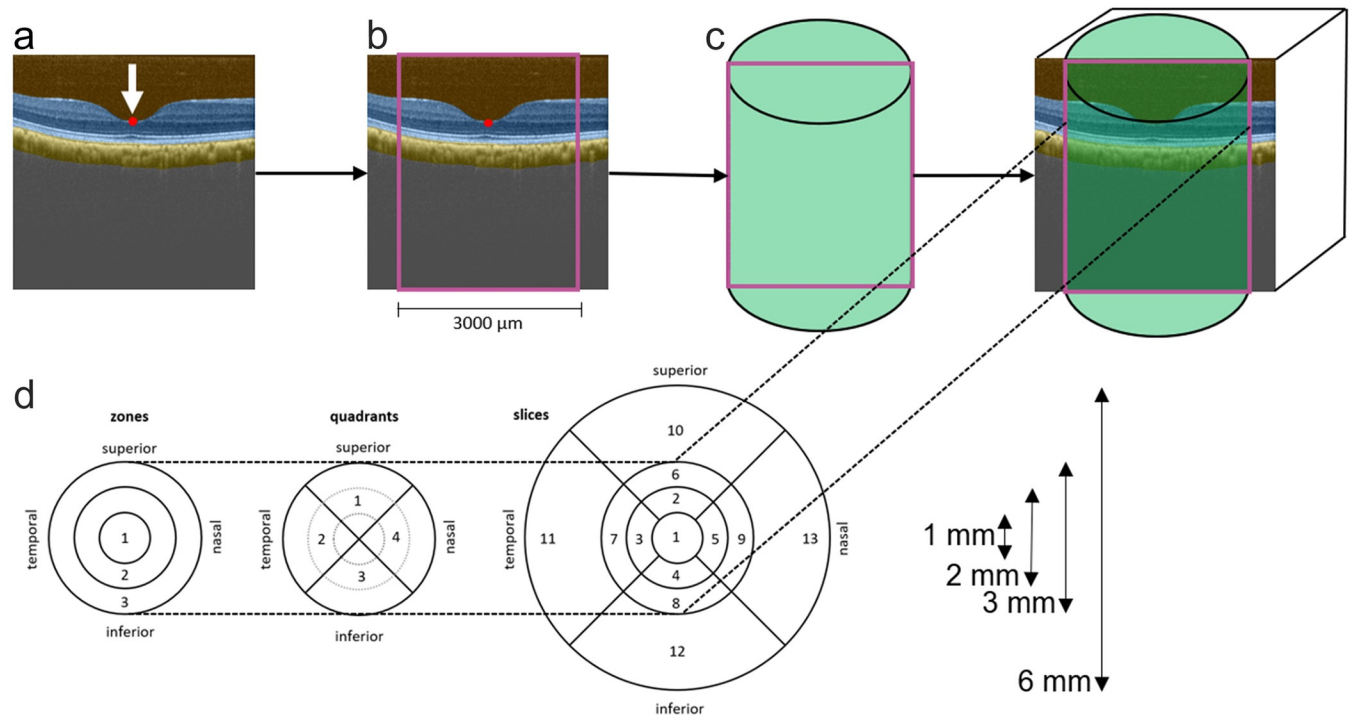 a
b
c
3000 µm
d
zones
quadrants
slices
superior
superior
superior
temporal
1
2
3
nasal
inferior
temporal
1
2
3
4
nasal
inferior
temporal
10
6
2
11
7
3
1
5
9
13
4
8
12
nasal
inferior
1 mm
2 mm
3 mm
6 mm